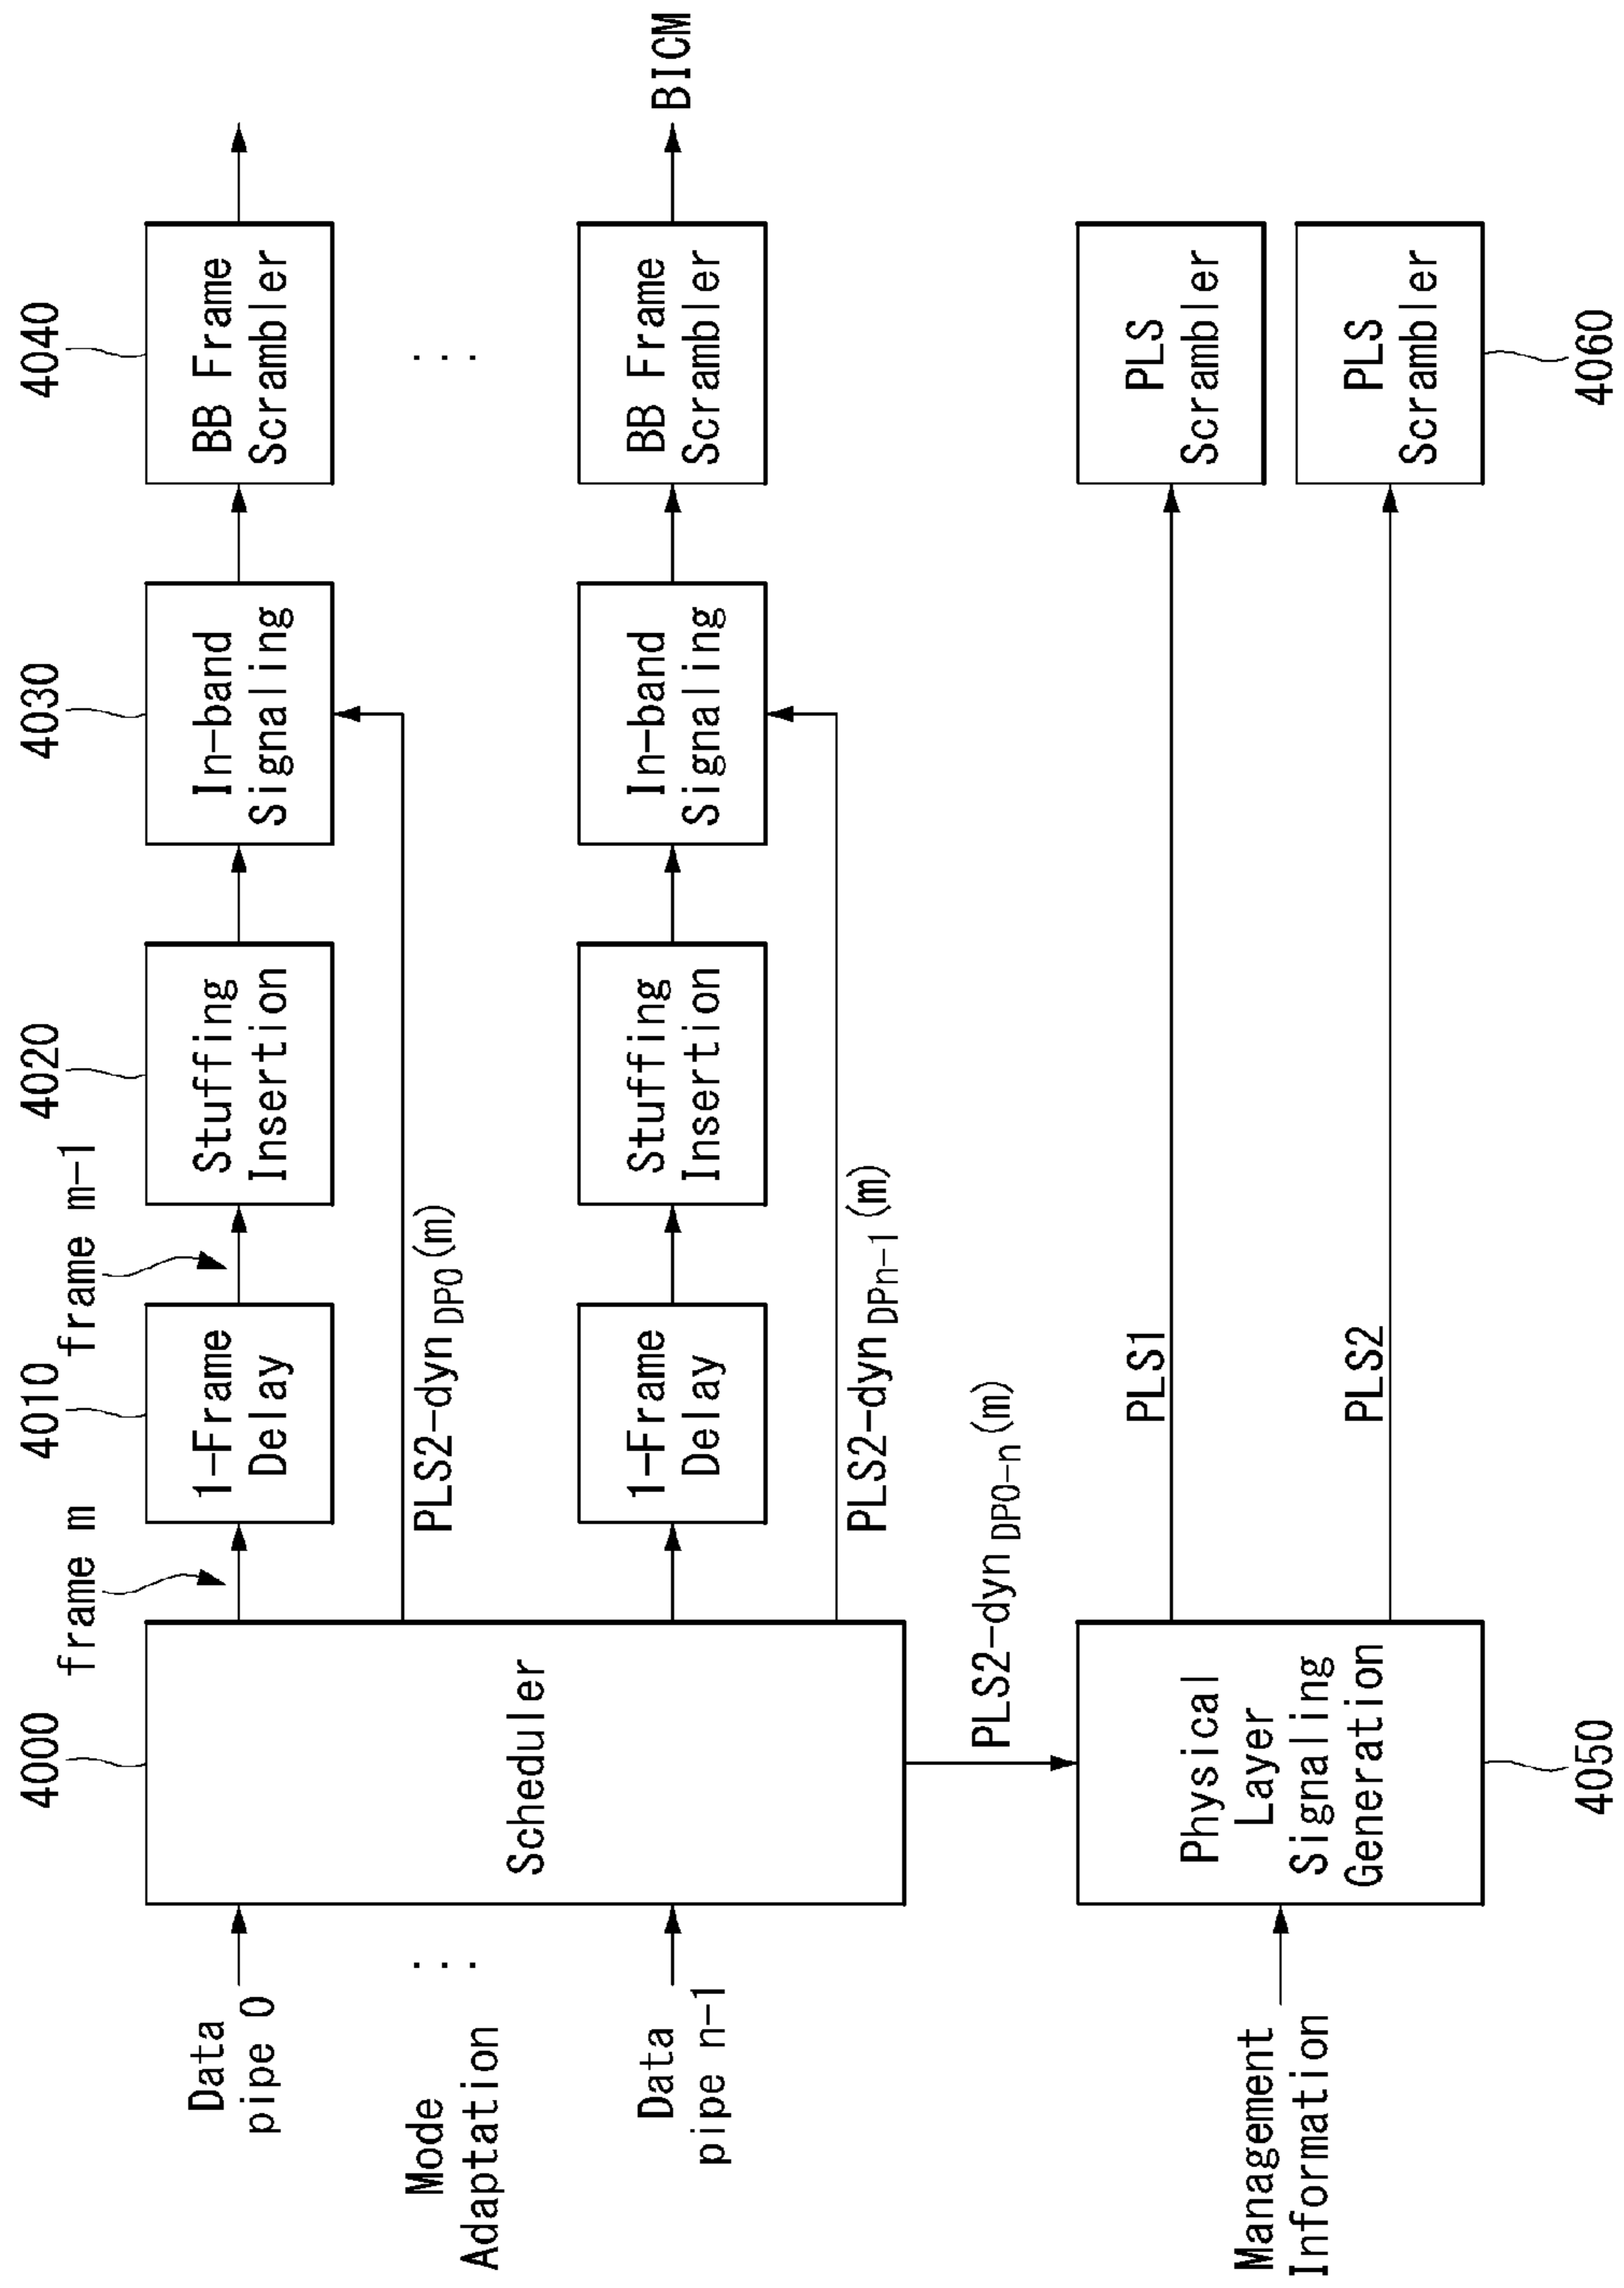 4000
4010
4020
4030
4040
frame m
frame m-1
Data
pipe 0
Scheduler
1-Frame
Delay
Stuffing
Insertion
In-band
Signaling
BB Frame
Scrambler
PLS2-dyn DP0 (m)
Mode
Adaptation
...
...
Data
pipe n-1
1-Frame
Delay
Stuffing
Insertion
In-band
Signaling
BB Frame
Scrambler
BICM
PLS2-dyn DPn-1 (m)
PLS2-dyn DP0-n (m)
Management
Information
Physical
Layer
Signaling
Generation
PLS1
PLS
Scrambler
PLS2
PLS
Scrambler
4050
4060